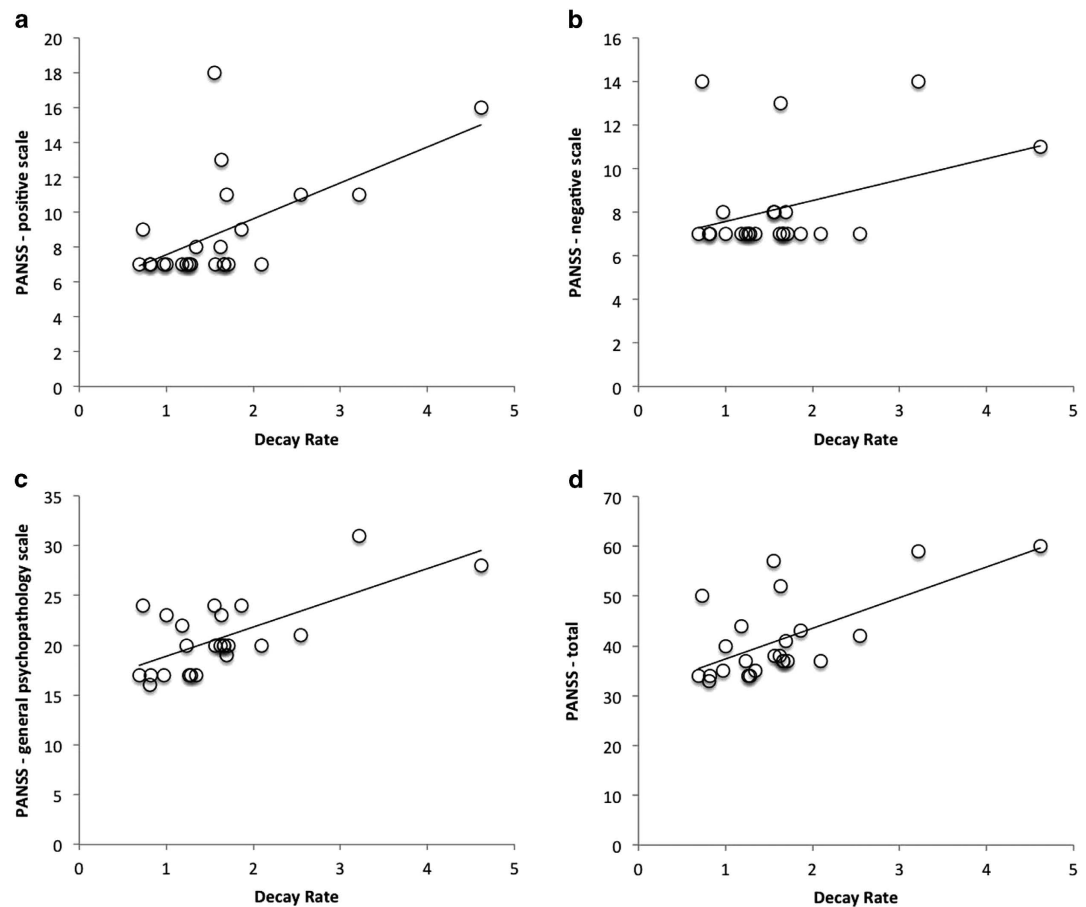 a
20
18
16
14
12
10
8
6
4
2
0
PANSS - positive scale
0 1 2 3 4 5
Decay Rate
b
16
14
12
10
8
6
4
2
0
PANSS - negative scale
0 1 2 3 4 5
Decay Rate
c
35
30
25
20
15
10
5
0
PANSS - general psychopathology scale
0 1 2 3 4 5
Decay Rate
d
70
60
50
40
30
20
10
0
PANSS - total
0 1 2 3 4 5
Decay Rate